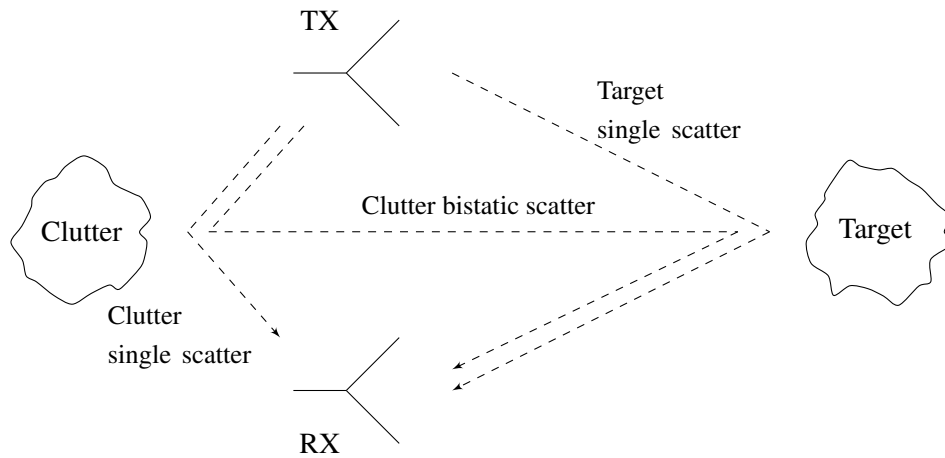 TX
Target
single scatter
Clutter bistatic scatter
Clutter
Target
Clutter
single scatter
RX